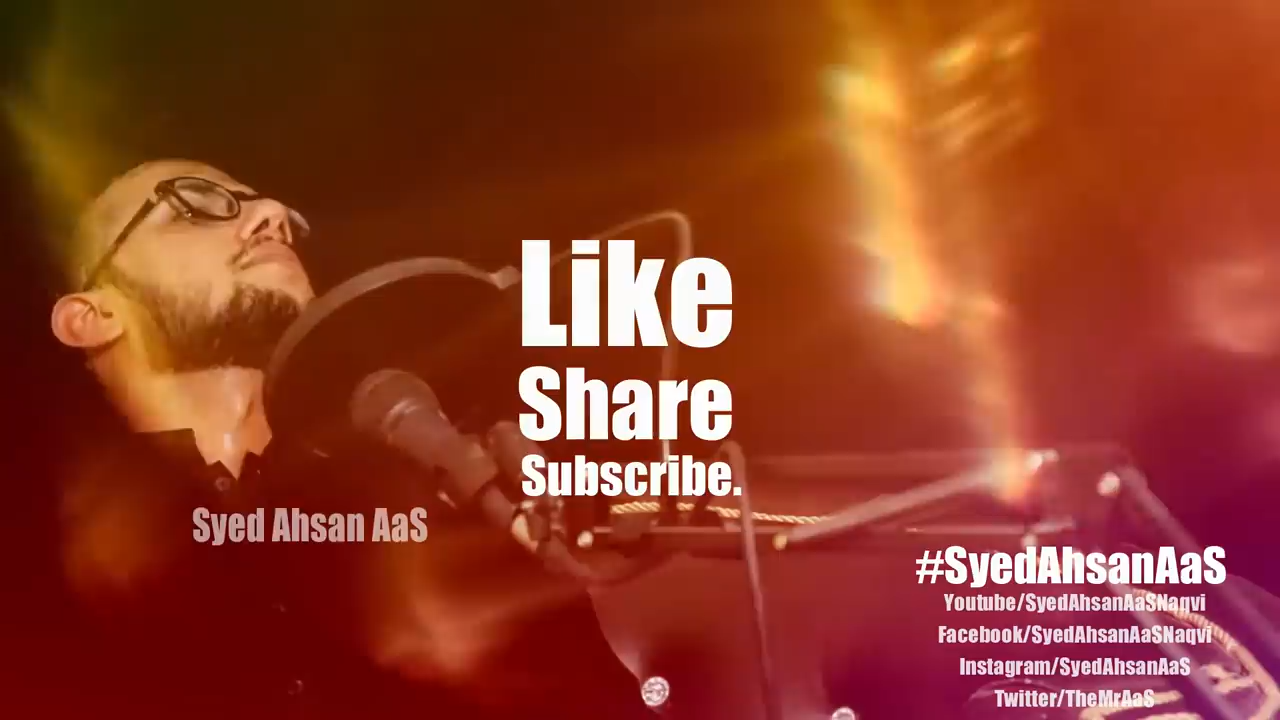 Like
Share
Subscribe.
Syed Ahsan AaS
#SyedAhsanAaS
Youtube/SyedAhsanAaSNaqvi
Facebook/SyedAhsanAaSNaqvi
Instagram/SyedAhsanAaS
Twitter/TheMrAaS